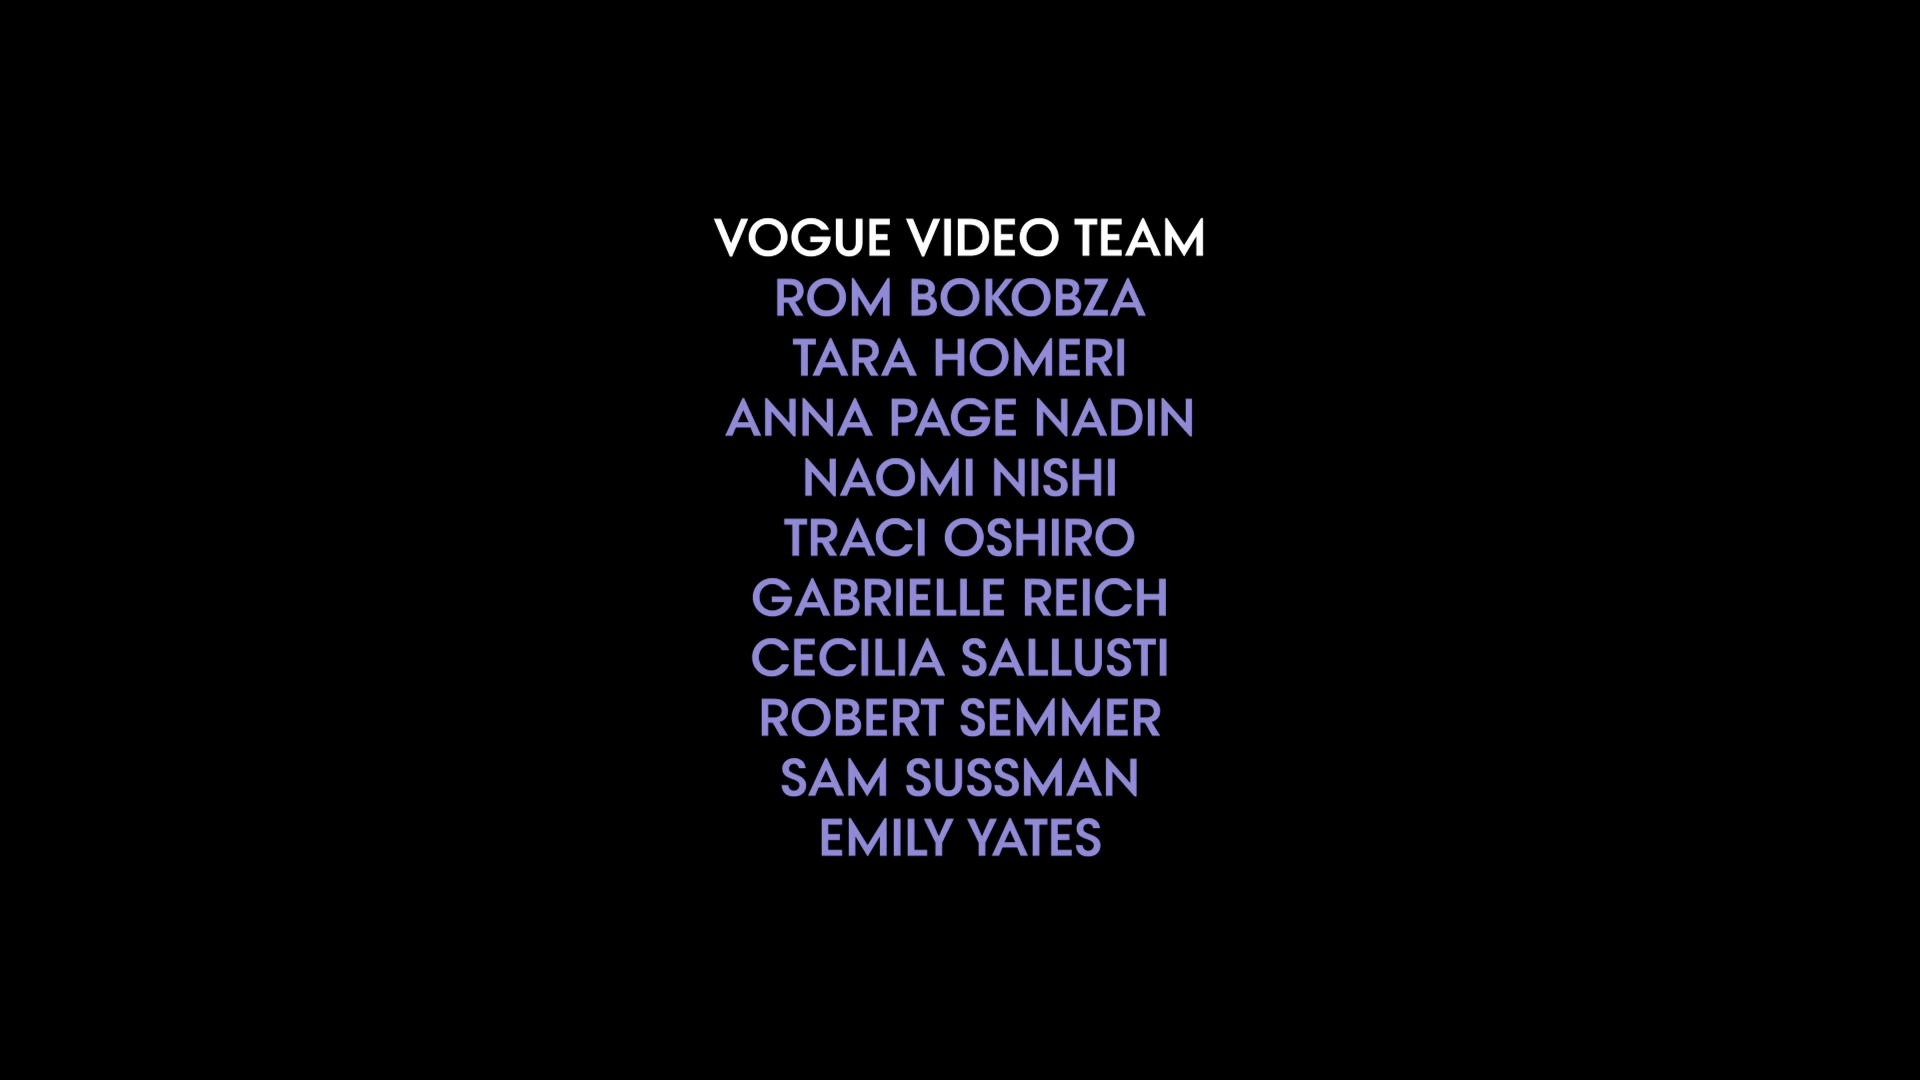 VOGUE VIDEO TEAM
ROM BOKOBZA
TARA HOMERI
ANNA PAGE NADIN
NAOMI NISHI
TRACI OSHIRO
GABRIELLE REICH
CECILIA SALLUSTI
ROBERT SEMMER
SAM SUSSMAN
EMILY YATES